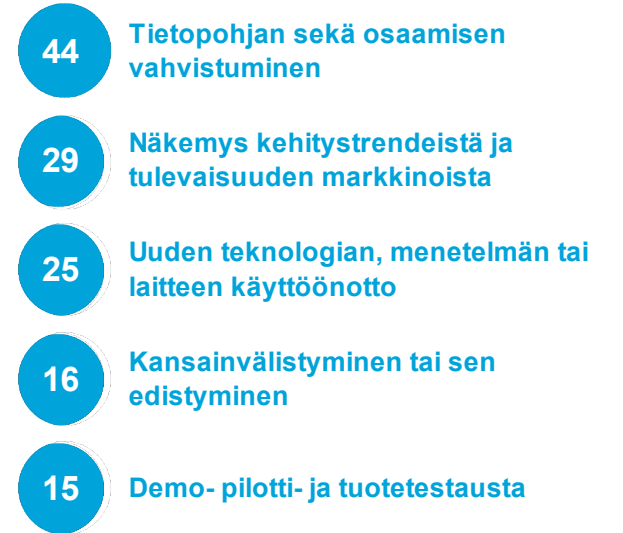 44
Tietopohjan sekä osaamisen
vahvistuminen
29
Näkemys kehitystrendeistä ja
tulevaisuuden markkinoista
25
Uuden teknologian, menetelmän tai
laitteen käyttöönotto
16
Kansainvälistyminen tai sen
edistyminen
15
Demo- pilotti- ja tuotetestausta